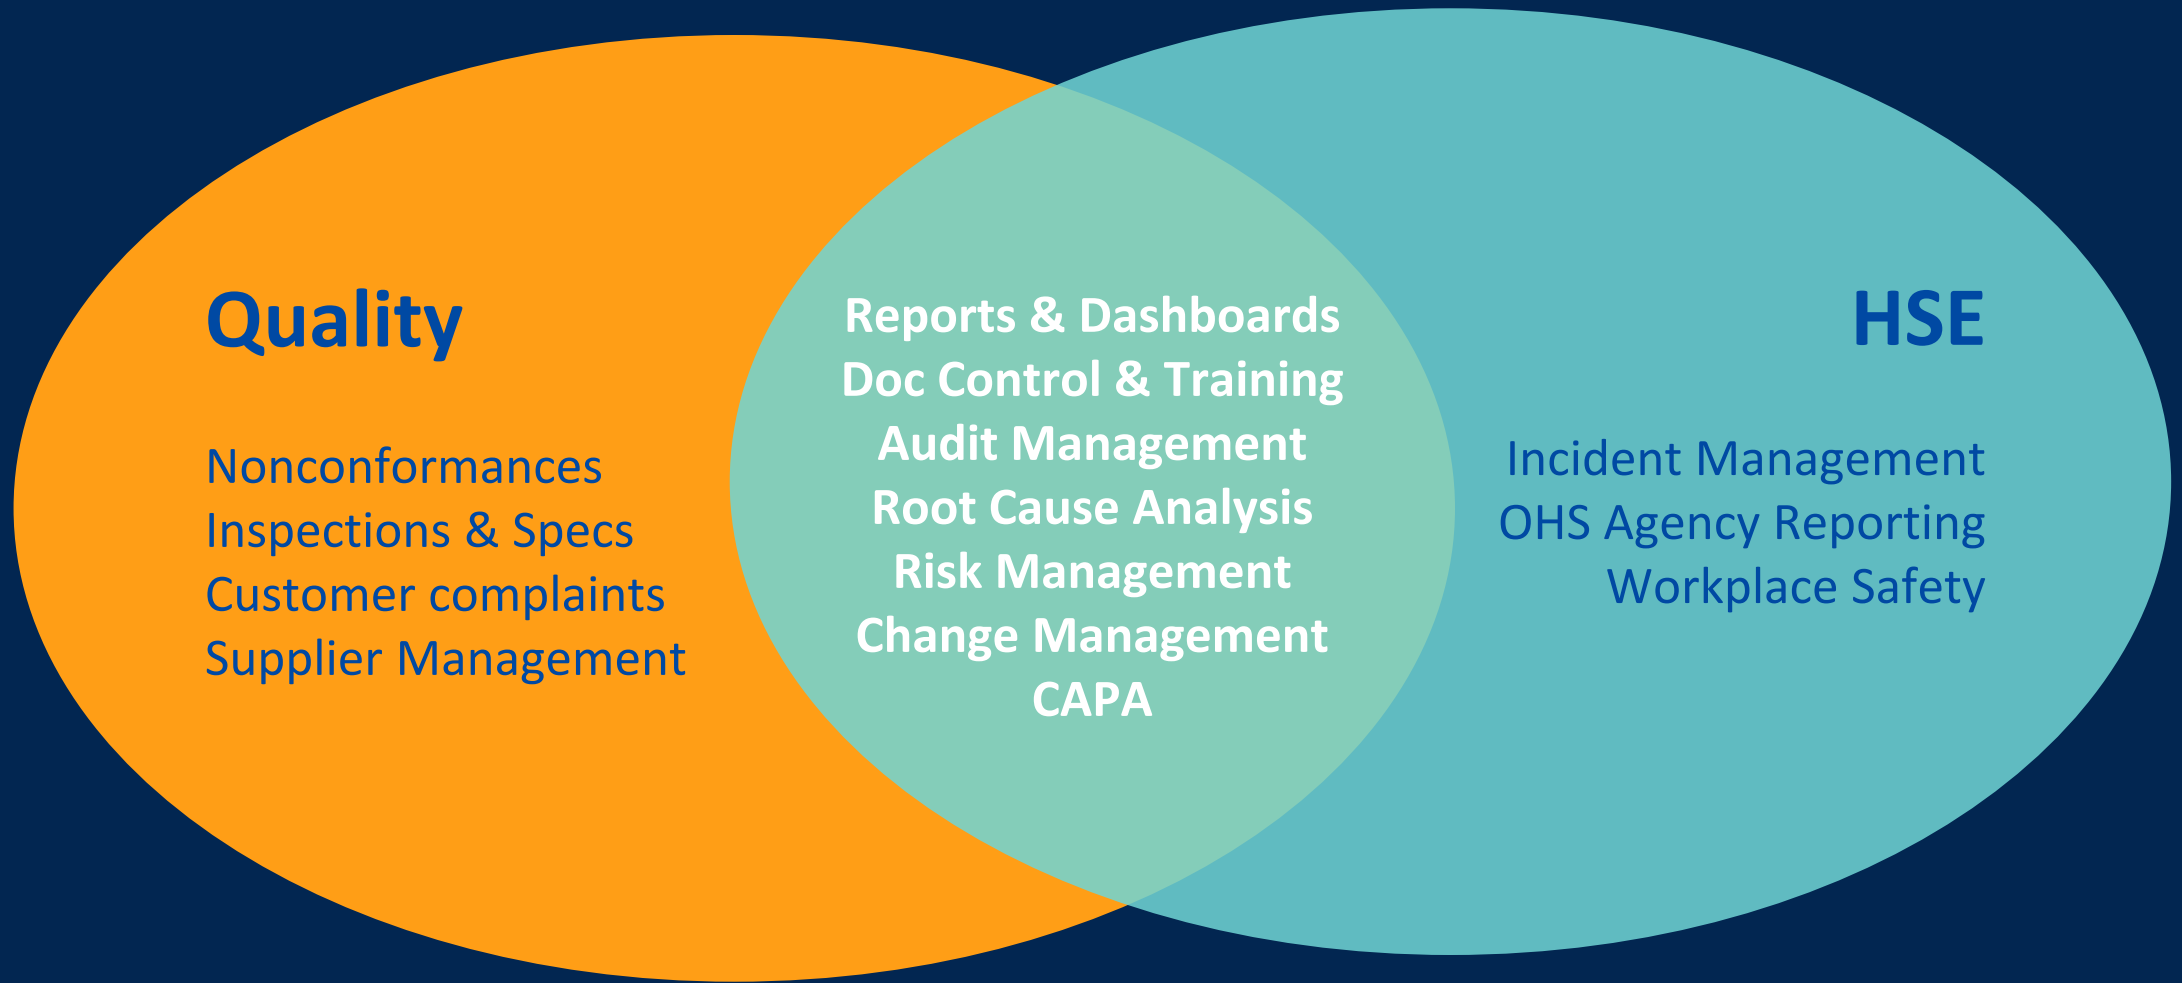 Quality
Nonconformances
Inspections & Specs
Customer complaints
Supplier Management
Reports & Dashboards
Doc Control & Training
Audit Management
Root Cause Analysis
Risk Management
Change Management
CAPA
HSE
Incident Management
OHS Agency Reporting
Workplace Safety